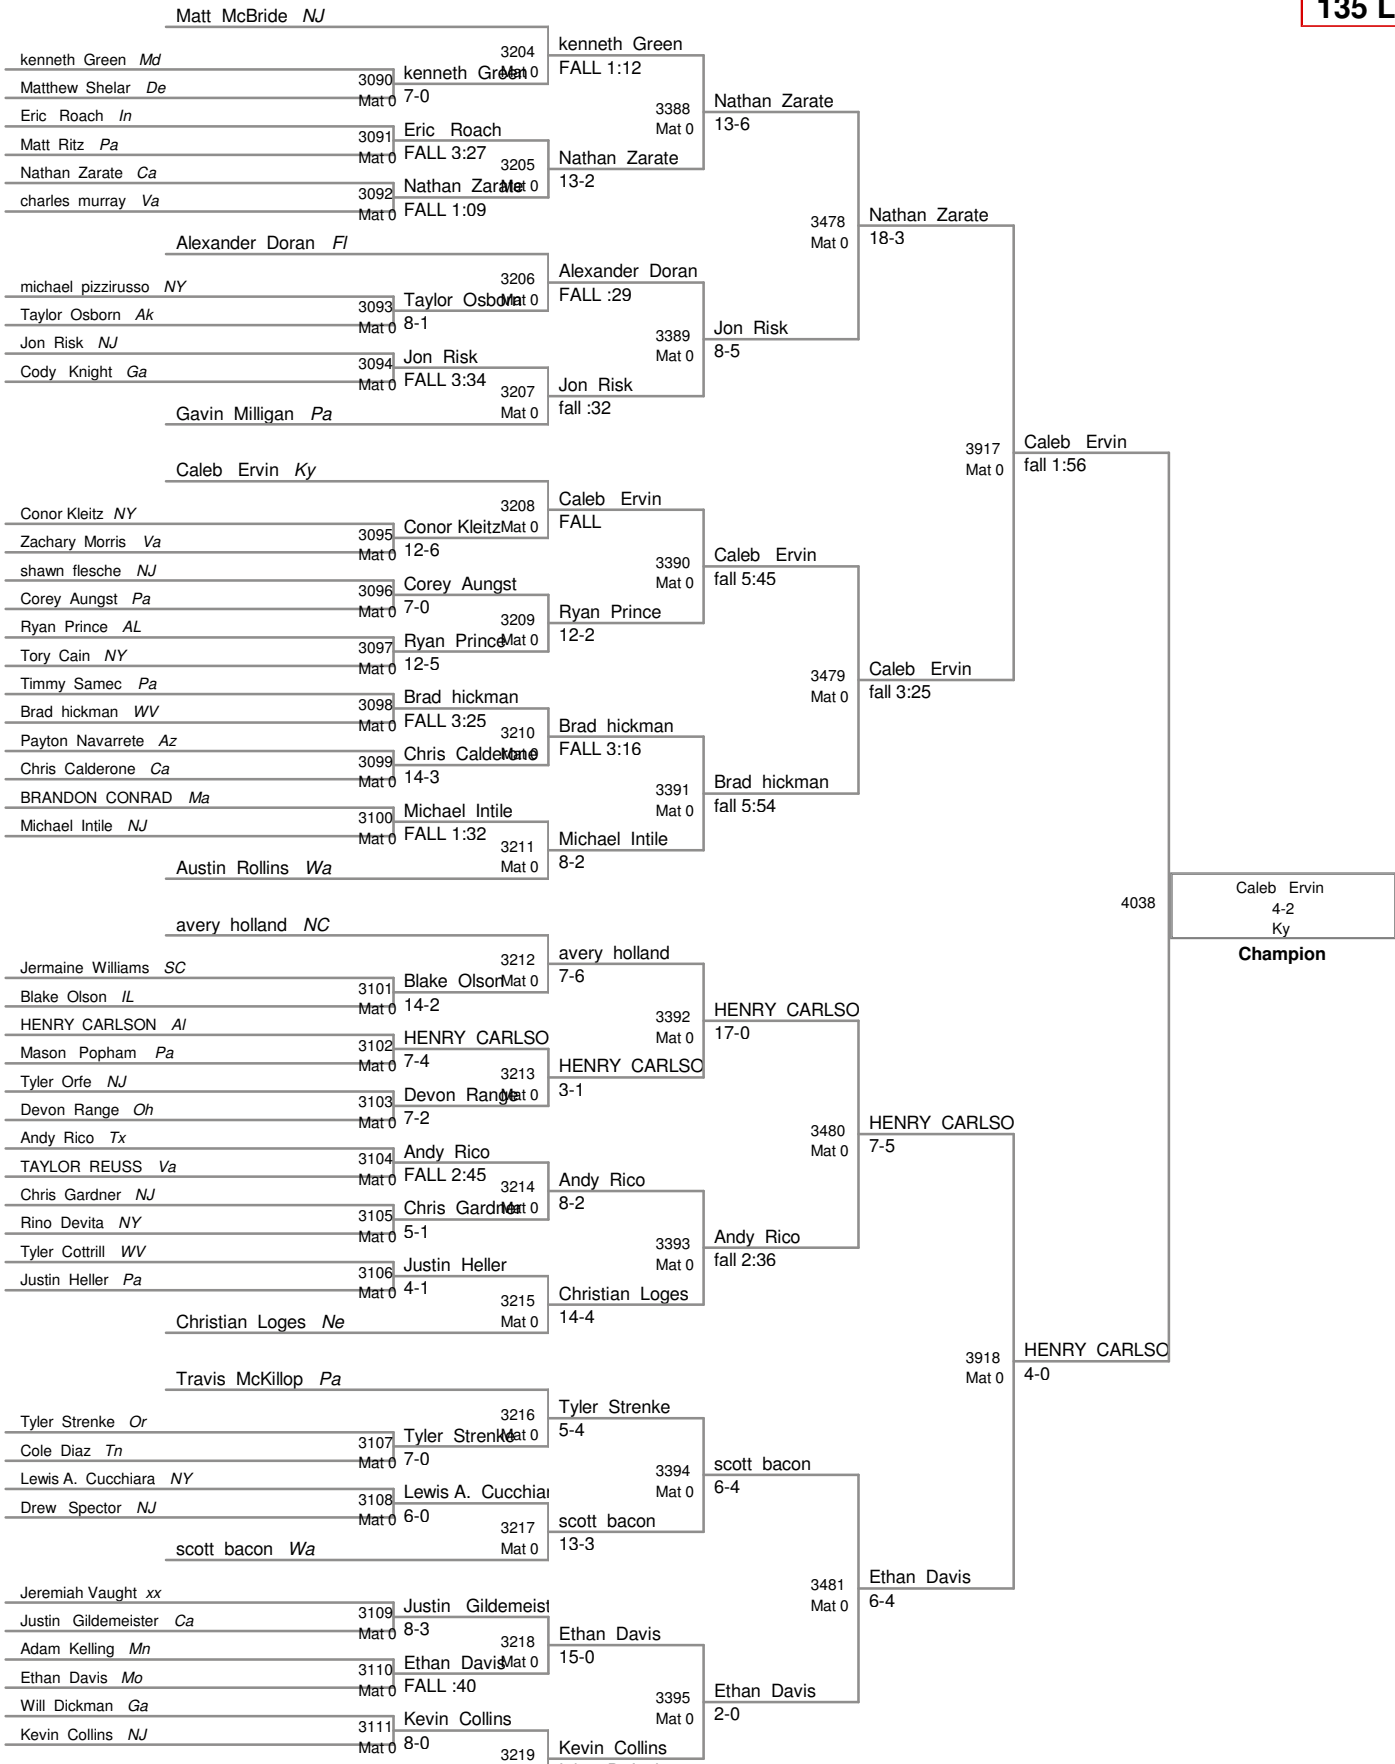 135 L
Matt McBride NJ
kenneth Green Md
Matthew Shelar De
Eric Roach In
Matt Ritz Pa
Nathan Zarate Ca
charles murray Va
Alexander Doran Fl
michael pizzirusso NY
Taylor Osborn Ak
Jon Risk NJ
Cody Knight Ga
Gavin Milligan Pa
Caleb Ervin Ky
Conor Kleitz NY
Zachary Morris Va
shawn flesche NJ
Corey Aungst Pa
Ryan Prince AL
Tory Cain NY
Timmy Samec Pa
Brad hickman WV
Payton Navarrete Az
Chris Calderone Ca
BRANDON CONRAD Ma
Michael Intile NJ
Austin Rollins Wa
avery holland NC
Jermaine Williams SC
Blake Olson IL
HENRY CARLSON Al
Mason Popham Pa
Tyler Orfe NJ
Devon Range Oh
Andy Rico Tx
TAYLOR REUSS Va
Chris Gardner NJ
Rino Devita NY
Tyler Cottrill WV
Justin Heller Pa
Christian Loges Ne
Travis McKillop Pa
Tyler Strenke Or
Cole Diaz Tn
Lewis A. Cucchiara NY
Drew Spector NJ
scott bacon Wa
Jeremiah Vaught xx
Justin Gildemeister Ca
Adam Kelling Mn
Ethan Davis Mo
Will Dickman Ga
Kevin Collins NJ
3090 kenneth Green
Mat 0 7-0
3091 Eric Roach
Mat 0 FALL 3:27
3092 Nathan Zarate
Mat 0 FALL 1:09
3093 Taylor Osborn
Mat 0 8-1
3094 Jon Risk
Mat 0 FALL 3:34
3095 Conor Kleitz
Mat 0 12-6
3096 Corey Aungst
Mat 0 7-0
3097 Ryan Prince
Mat 0 12-5
3098 Brad hickman
Mat 0 FALL 3:25
3099 Chris Calderone
Mat 0 14-3
3100 Michael Intile
Mat 0 FALL 1:32
3101 Blake Olson
Mat 0 14-2
3102 HENRY CARLSO
Mat 0 7-4
3103 Devon Range
Mat 0 7-2
3104 Andy Rico
Mat 0 FALL 2:45
3105 Chris Gardner
Mat 0 5-1
3106 Justin Heller
Mat 0 4-1
3107 Tyler Strenke
Mat 0 7-0
3108 Lewis A. Cucchiar
Mat 0 6-0
3109 Justin Gildemeist
Mat 0 8-3
3110 Ethan Davis
Mat 0 FALL :40
3111 Kevin Collins
Mat 0 8-0
3204 kenneth Green
Mat 0 FALL 1:12
3205 Nathan Zarate
Mat 0 13-2
3206 Alexander Doran
Mat 0 FALL :29
3207 Jon Risk
Mat 0 fall :32
3208 Caleb Ervin
Mat 0 FALL
3209 Ryan Prince
Mat 0 12-2
3210 Brad hickman
Mat 0 FALL 3:16
3211 Michael Intile
Mat 0 8-2
3212 avery holland
Mat 0 7-6
3213 HENRY CARLSO
Mat 0 3-1
3214 Andy Rico
Mat 0 8-2
3215 Christian Loges
Mat 0 14-4
3216 Tyler Strenke
Mat 0 5-4
3217 scott bacon
Mat 0 13-3
3218 Ethan Davis
Mat 0 15-0
3219 Kevin Collins
3388 Nathan Zarate
Mat 0 13-6
3389 Jon Risk
Mat 0 8-5
3390 Caleb Ervin
Mat 0 fall 5:45
3391 Brad hickman
Mat 0 fall 5:54
3392 HENRY CARLSO
Mat 0 17-0
3393 Andy Rico
Mat 0 fall 2:36
3394 scott bacon
Mat 0 6-4
3395 Ethan Davis
Mat 0 2-0
3478 Nathan Zarate
Mat 0 18-3
3479 Caleb Ervin
Mat 0 fall 3:25
3480 HENRY CARLSO
Mat 0 7-5
3481 Ethan Davis
Mat 0 6-4
3917 Caleb Ervin
Mat 0 fall 1:56
3918 HENRY CARLSO
Mat 0 4-0
4038
Caleb Ervin
4-2
Ky
Champion